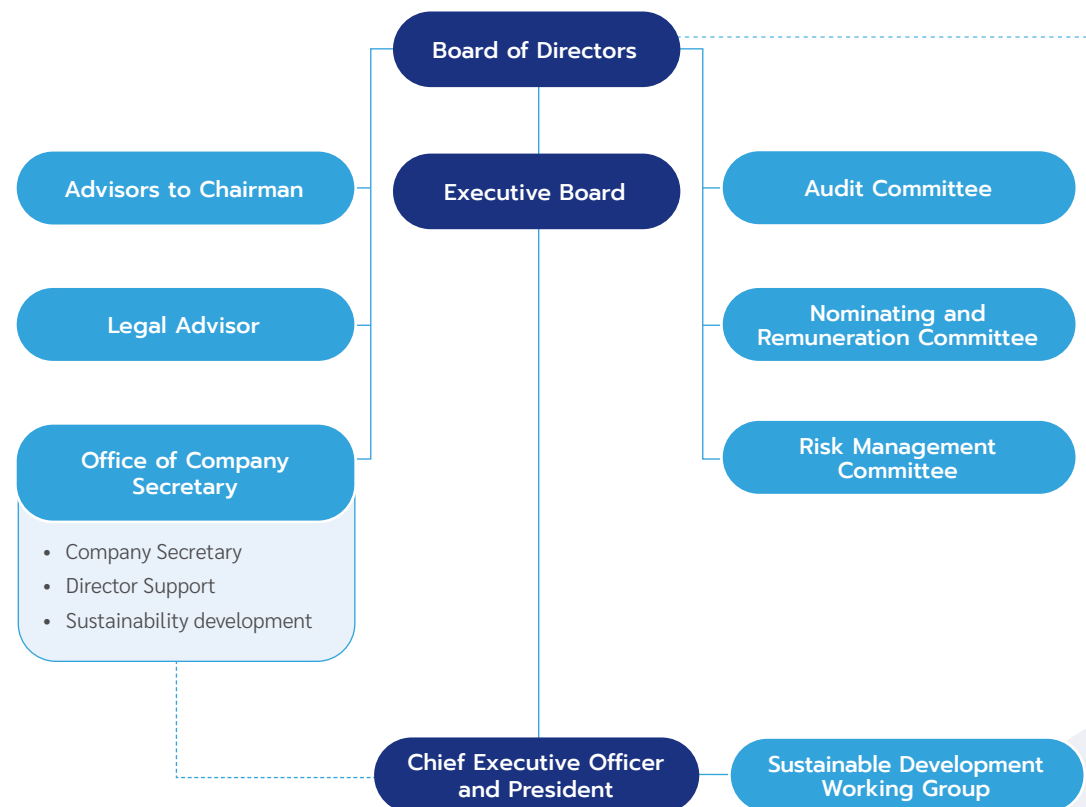 Board of Directors
Advisors to Chairman
Executive Board
Audit Committee
Legal Advisor
Nominating and
Remuneration Committee
Office of Company
Secretary
Risk Management
Committee
• Company Secretary
• Director Support
• Sustainability development
Chief Executive Officer
and President
Sustainable Development
Working Group